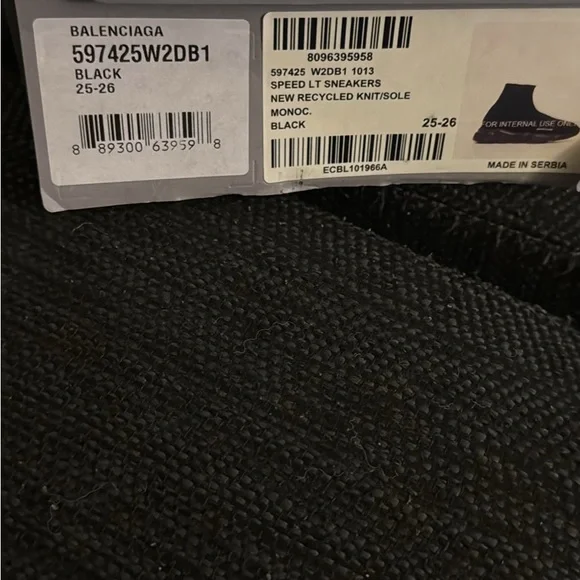 BALENCIAGA
597425W2DB1
BLACK
25-26
8 89300 63959 8
8096395958
597425 W2DB1 1013
SPEED LT SNEAKERS
NEW RECYCLED KNIT/SOLE
MONOC.
BLACK 25-26
ECBL101966A
FOR INTERNAL USE ONLY
MADE IN SERBIA